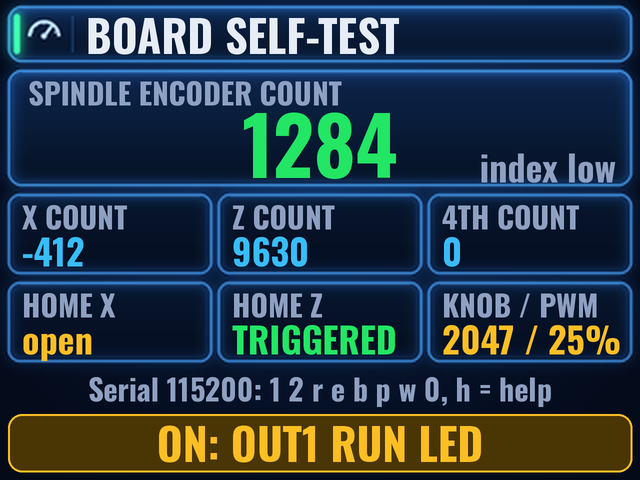 BOARD SELF-TEST
SPINDLE ENCODER COUNT
1284
index low
X COUNT
-412
Z COUNT
9630
4TH COUNT
0
HOME X
open
HOME Z
TRIGGERED
KNOB / PWM
2047 / 25%
Serial 115200: 1 2 r e b p w 0, h = help
ON: OUT1 RUN LED